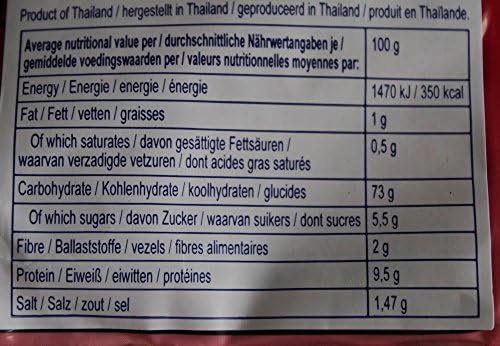 Product of Thailand / hergestellt in Thailand / geproduceerd in Thailand / produit en Thaïlande.
Average nutritional value per / durchschnittliche Nährwertangaben je / 100 g
gemiddelde voedingswaarden per / valeurs nutritionnelles moyennes par:
Energy / Energie / energie / énergie 1470 kJ / 350 kcal
Fat / Fett / vetten / graisses 1 g
Of which saturates / davon gesättigte Fettsäuren / 0,5 g
waarvan verzadigde vetzuren / dont acides gras saturés
Carbohydrate / Kohlenhydrate / koolhydraten / glucides 73 g
Of which sugars / davon Zucker / waarvan suikers / dont sucres 5,5 g
Fibre / Ballaststoffe / vezels / fibres alimentaires 2 g
Protein / Eiweiß / eiwitten / protéines 9,5 g
Salt / Salz / zout / sel 1,47 g